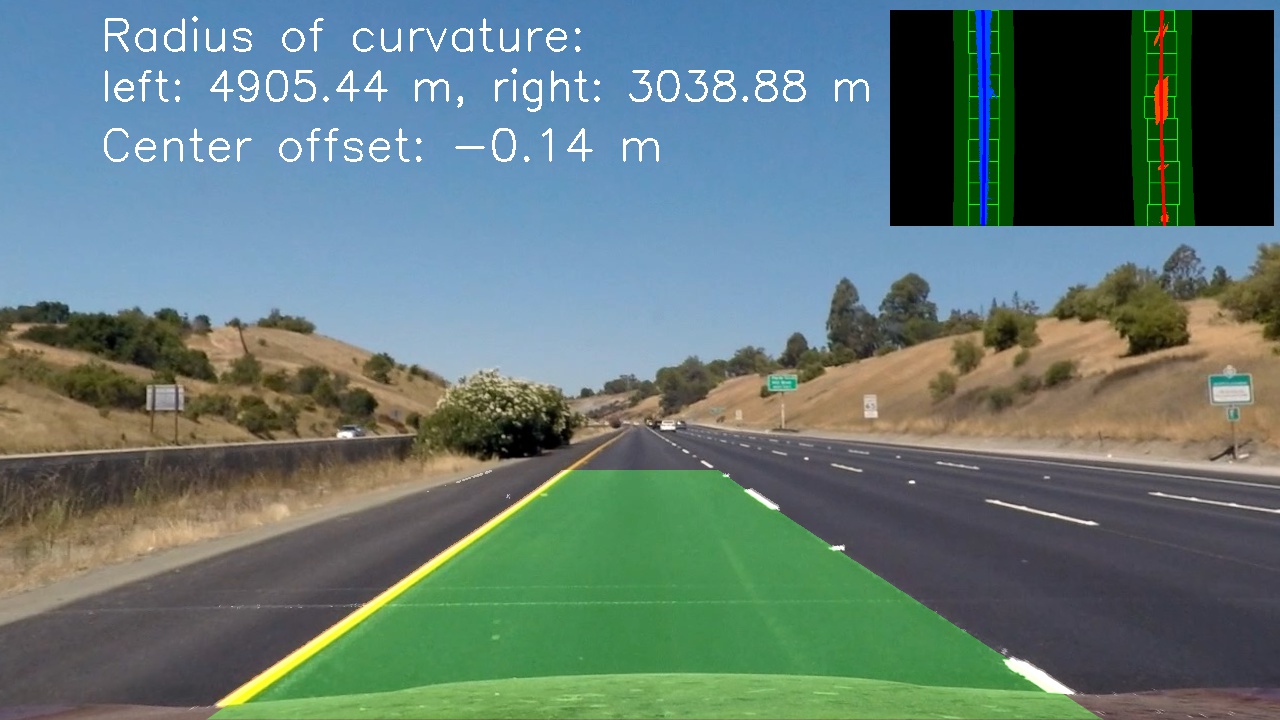 Radius of curvature:
left: 4905.44 m, right: 3038.88 m
Center offset: -0.14 m